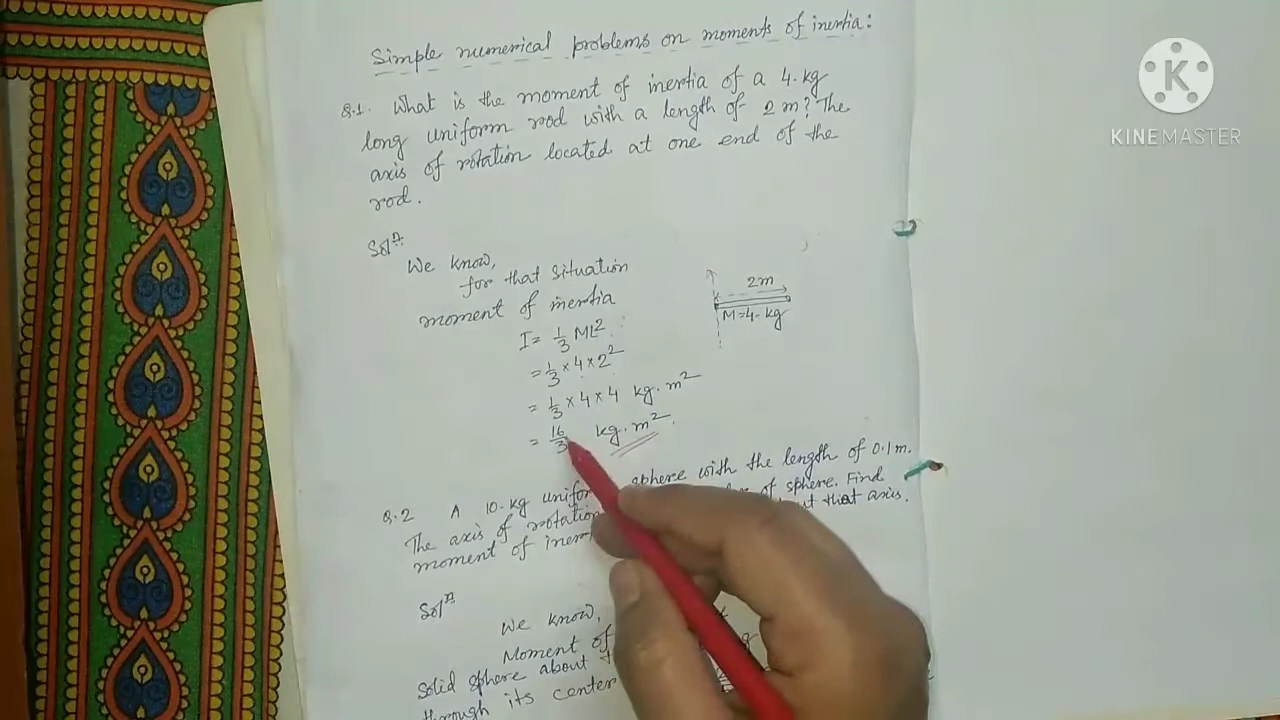 Simple numerical problems on moments of inertia:
Q.1. What is the moment of inertia of a 4-kg
long uniform rod with a length of 2 m? The
axis of rotation located at one end of the
rod.
Solⁿ
We know,
for that situation
moment of inertia
I = 1/3 ML²
= 1/3 × 4 × 2²
= 1/3 × 4 × 4 kg.m²
= 16/3 kg.m².
2m
M=4-kg
Q.2 A 10-kg sphere with the length of 0.1m.
The axis of rotation of sphere. Find
moment of that axis.
Solⁿ
We know,
Moment of
Solid sphere about
through its center
K
KINEMASTER